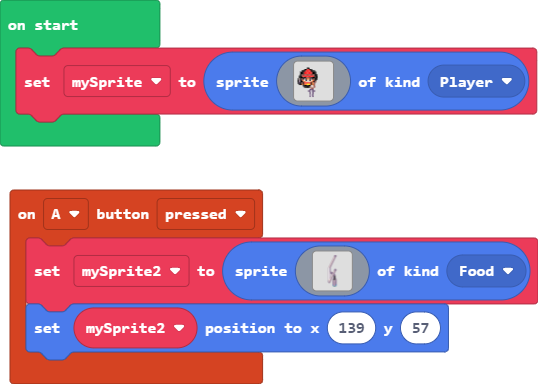 on start
set mySprite to sprite of kind Player
on A button pressed
set mySprite2 to sprite of kind Food
set mySprite2 position to x 139 y 57